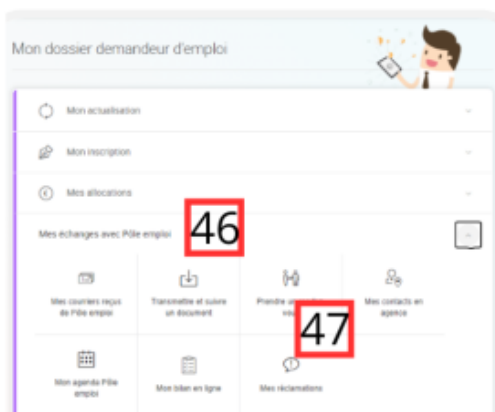 Mon dossier demandeur d'emploi
Mon actualisation
Mon inscription
Mes allocations
Mes échanges avec Pôle emploi
46
Mes courriers reçus
de Pôle emploi
Transmettre et suivre
un document
Prendre un
Mes contacts en
agence
47
Mon agenda Pôle
emploi
Mon bilan en ligne
Mes réclamations